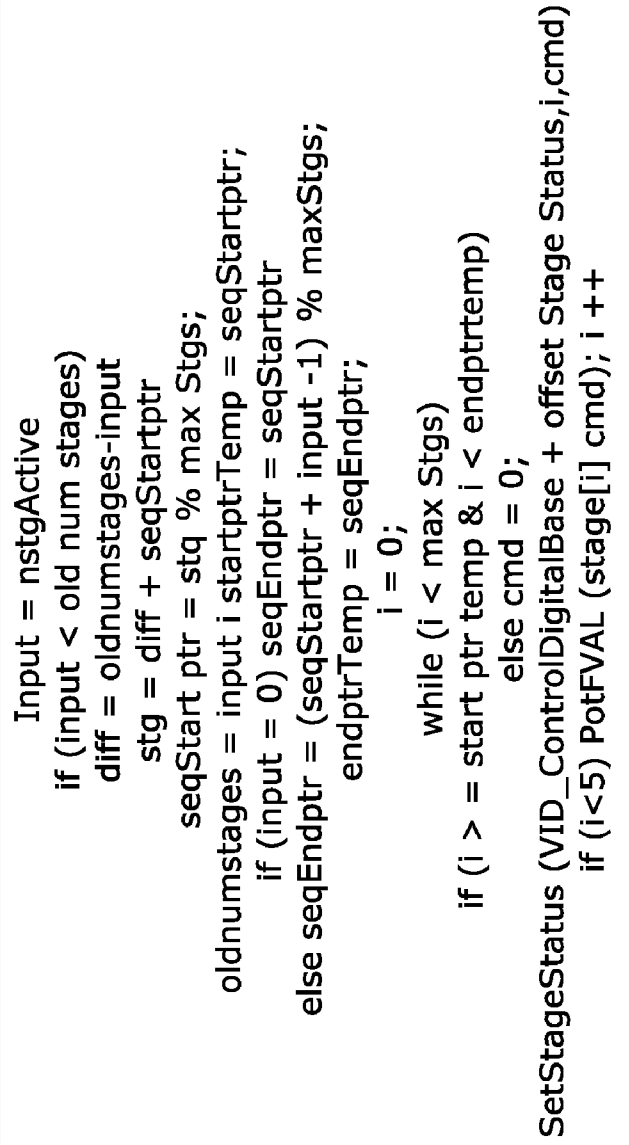 Input = nstgActive
if (input < old num stages)
diff = oldnumstages-input
stg = diff + seqStartptr
seqStart ptr = stq % max Stgs;
oldnumstages = input i startptrTemp = seqStartptr;
if (input = 0) seqEndptr = seqStartptr
else seqEndptr = (seqStartptr + input -1) % maxStgs;
endptrTemp = seqEndptr;
i = 0;
while (i < max Stgs)
if (i > = start ptr temp & i < endptrtemp)
else cmd = 0;
SetStageStatus (VID_ControlDigitalBase + offset Stage Status,i,cmd)
if (i<5) PotFVAL (stage[i] cmd); i ++